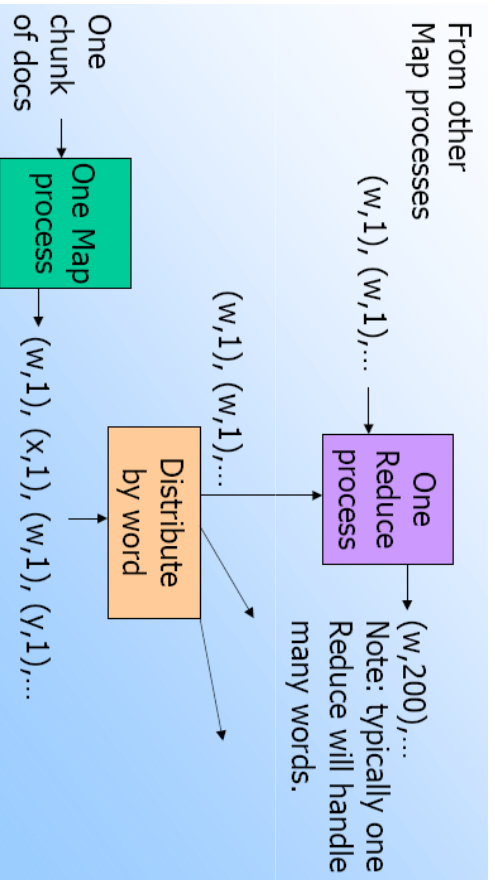 From other
Map processes
(w,1), (w,1),…
One
Reduce
process
(w,200),…
Note: typically one
Reduce will handle
many words.
(w,1), (w,1),…
Distribute
by word
One
chunk
of docs
One Map
process
(w,1), (x,1), (w,1), (y,1),…